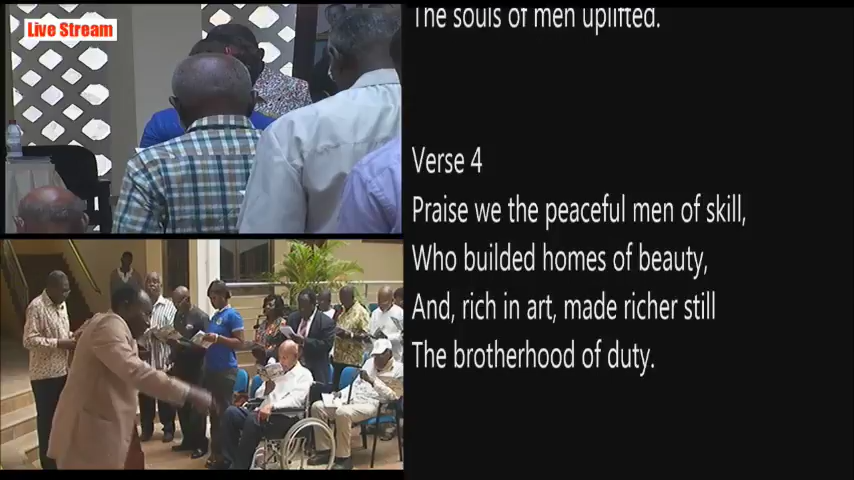 Live Stream
The souls of men uplifted.
Verse 4
Praise we the peaceful men of skill,
Who builded homes of beauty,
And, rich in art, made richer still
The brotherhood of duty.